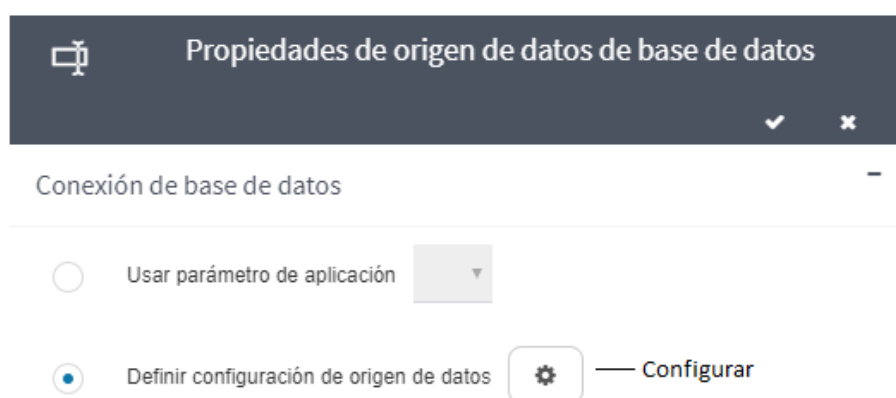 Propiedades de origen de datos de base de datos
Conexión de base de datos
Usar parámetro de aplicación
Definir configuración de origen de datos
Configurar